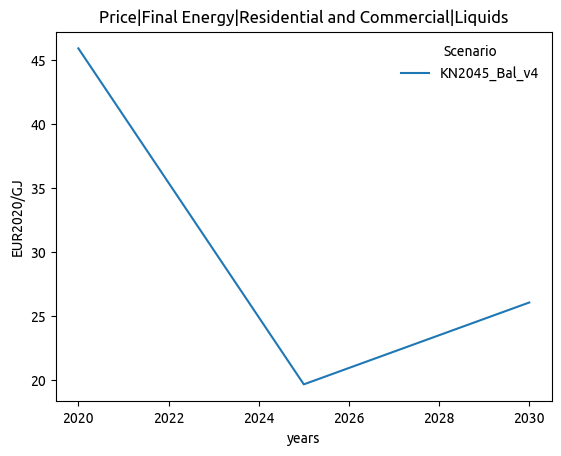 Price|Final Energy|Residential and Commercial|Liquids
Scenario
KN2045_Bal_v4
EUR2020/GJ
45
40
35
30
25
20
2020 2022 2024 2026 2028 2030
years